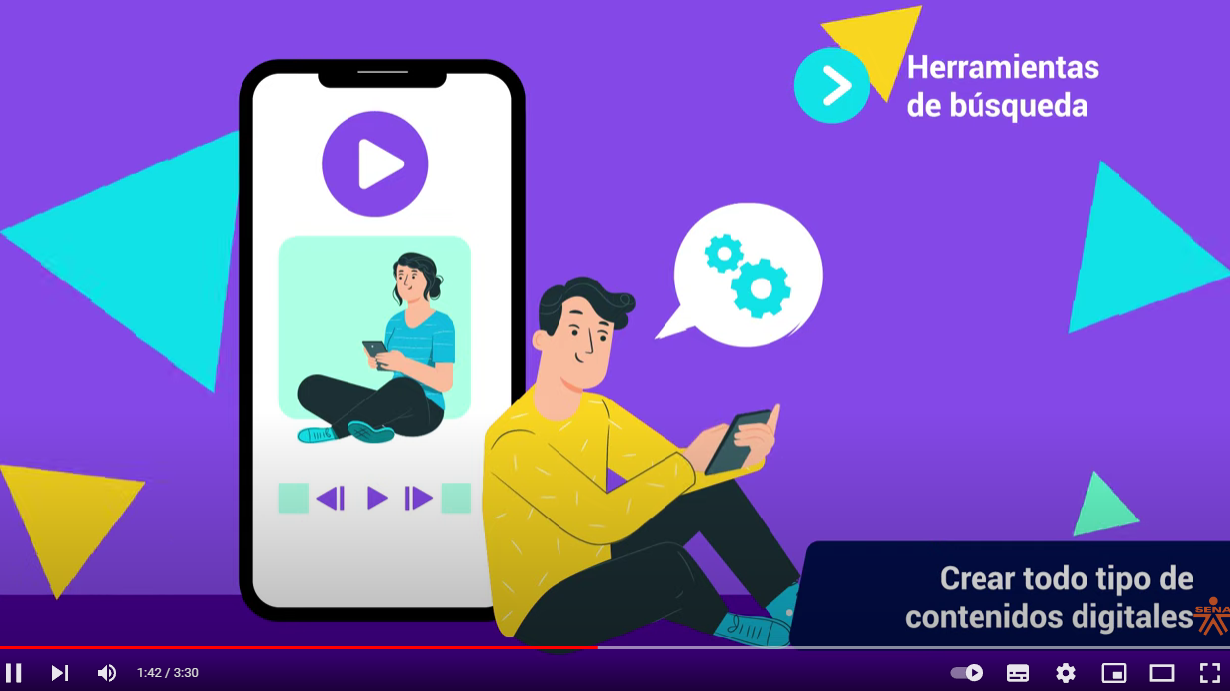 Herramientas
de búsqueda
Crear todo tipo de
contenidos digitales
SENA
1:42 / 3:30